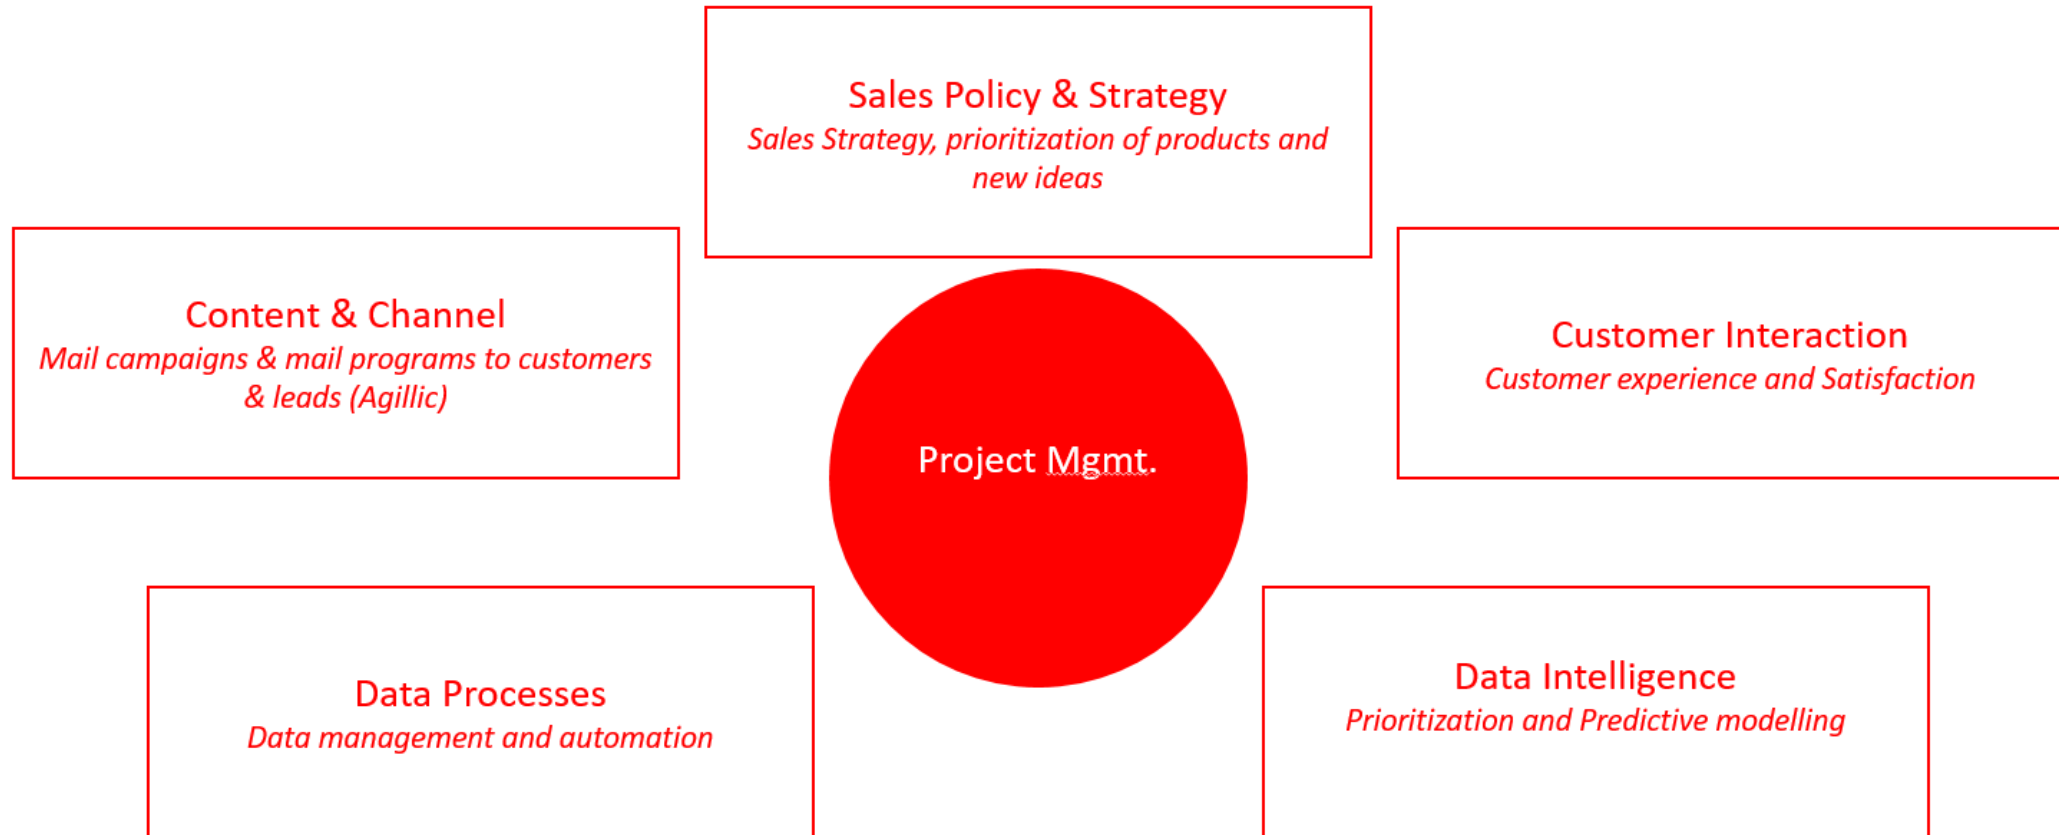 Sales Policy & Strategy
Sales Strategy, prioritization of products and
new ideas
Content & Channel
Mail campaigns & mail programs to customers
& leads (Agillic)
Customer Interaction
Customer experience and Satisfaction
Project Mgmt.
Data Processes
Data management and automation
Data Intelligence
Prioritization and Predictive modelling